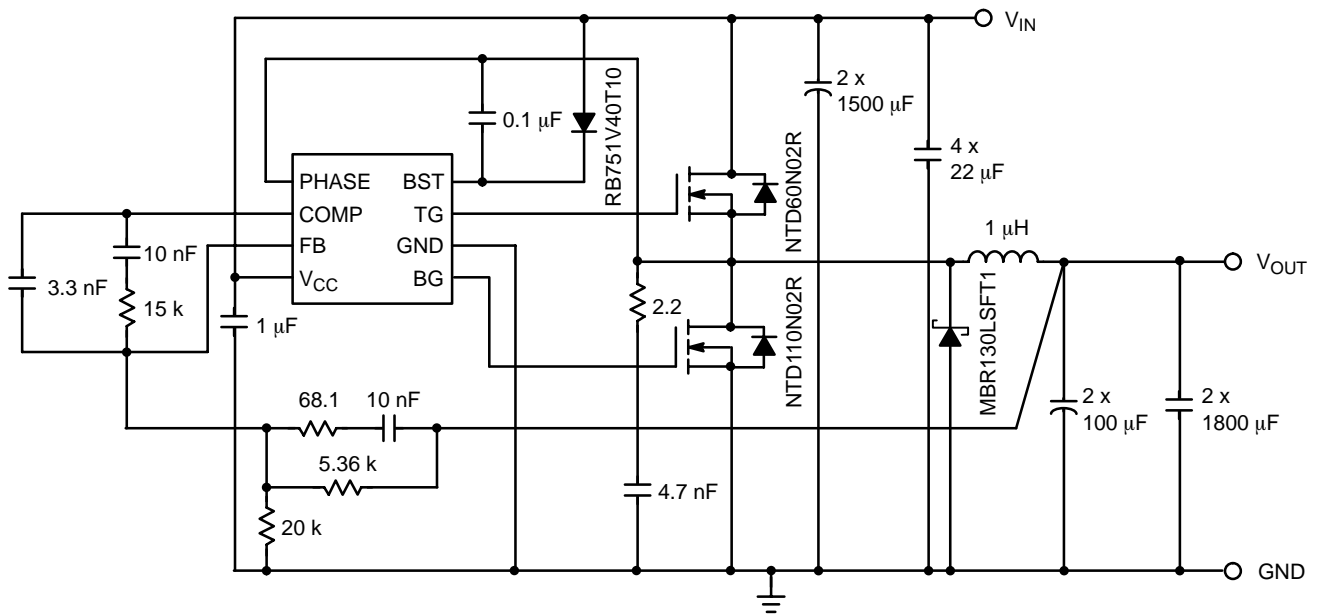 V_IN
2 x
1500 µF
0.1 µF
RB751V40T10
4 x
22 µF
PHASE
BST
NTD60N02R
COMP
TG
1 µH
10 nF
FB
GND
V_OUT
3.3 nF
V_CC
BG
15 k
1 µF
2.2
NTD110N02R
MBR130LSFT1
68.1
10 nF
2 x
100 µF
2 x
1800 µF
5.36 k
4.7 nF
20 k
GND